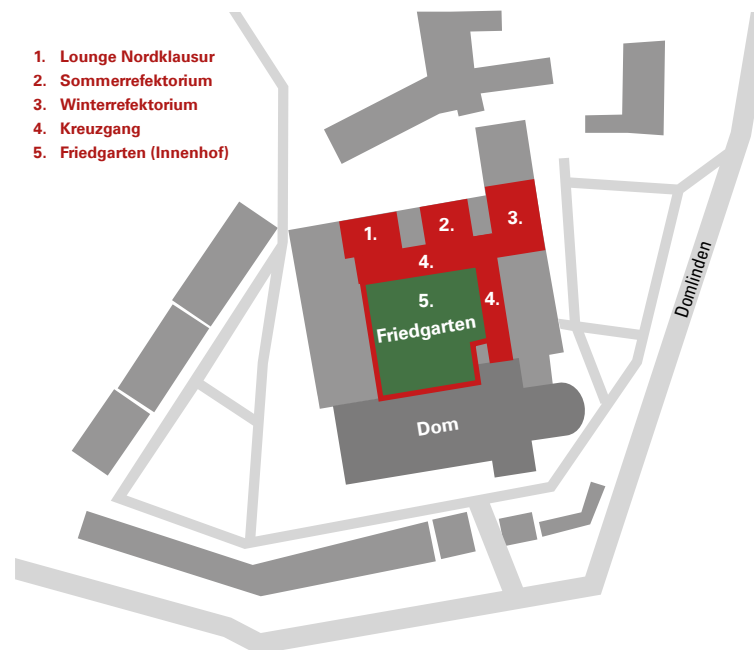 1. Lounge Nordklausur
2. Sommerrefektorium
3. Winterrefektorium
4. Kreuzgang
5. Friedgarten (Innenhof)
1.
2.
3.
4.
5.
4.
Friedgarten
Dom
Domlinden